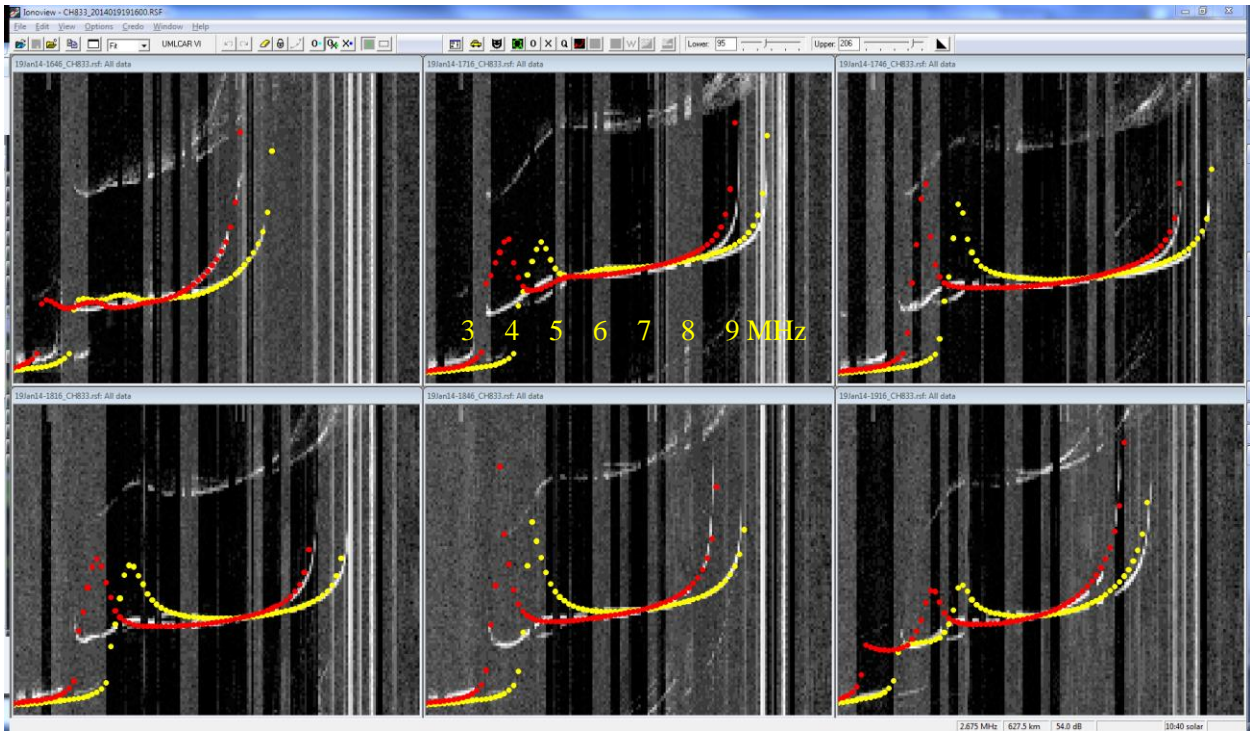 Ionoview - CH833_2014019191600.RSF
File Edit View Options Credo Window Help
Fit UMLCAR VI O X Q W Lower: 95 Upper: 206
19Jan14-1646_CH833.rsf: All data 19Jan14-1716_CH833.rsf: All data 19Jan14-1746_CH833.rsf: All data
3 4 5 6 7 8 9 MHz
19Jan14-1816_CH833.rsf: All data 19Jan14-1846_CH833.rsf: All data 19Jan14-1916_CH833.rsf: All data
2.675 MHz 627.5 km 54.0 dB 10:40 solar